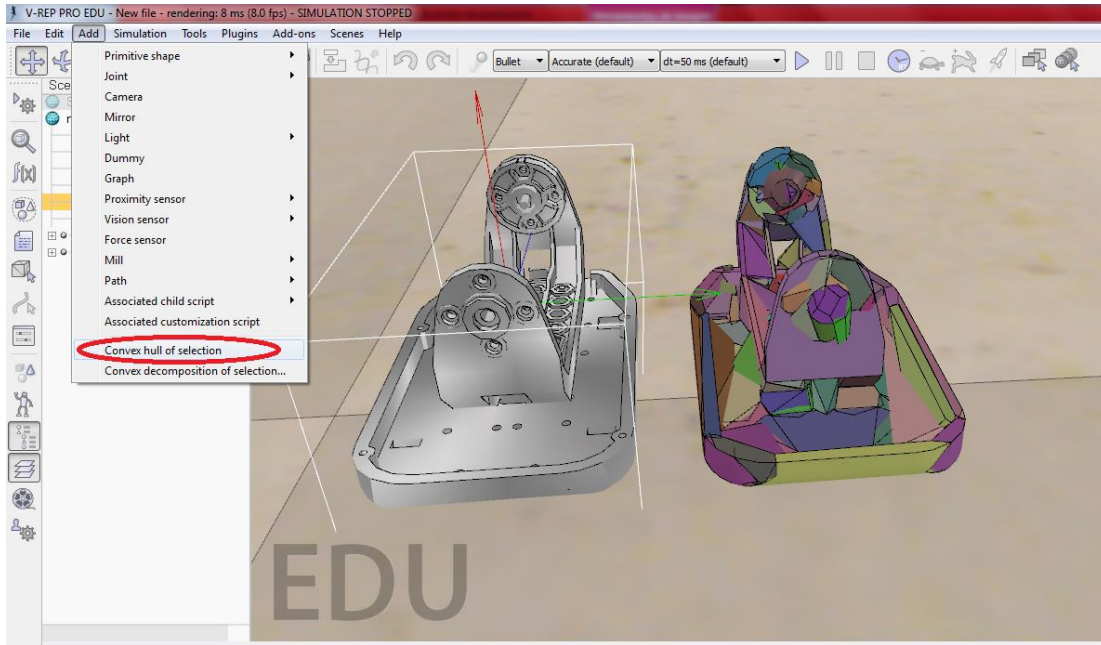 V-REP PRO EDU - New file - rendering: 8 ms (8.0 fps) - SIMULATION STOPPED
File Edit Add Simulation Tools Plugins Add-ons Scenes Help
Bullet Accurate (default) dt=50 ms (default)
Sce
Primitive shape
Joint
Camera
Mirror
Light
Dummy
Graph
Proximity sensor
Vision sensor
Force sensor
Mill
Path
Associated child script
Associated customization script
Convex hull of selection
Convex decomposition of selection...
f(x)
EDU